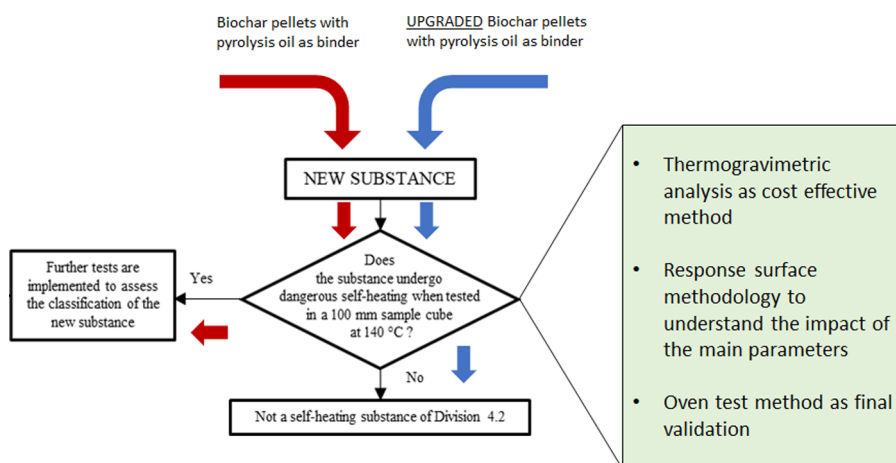 Biochar pellets with
pyrolysis oil as binder
UPGRADED Biochar pellets
with pyrolysis oil as binder
NEW SUBSTANCE
Does
the substance undergo
dangerous self-heating when tested
in a 100 mm sample cube
at 140 °C ?
Yes
Further tests are
implemented to assess
the classification of the
new substance
No
Not a self-heating substance of Division 4.2
• Thermogravimetric
analysis as cost effective
method
• Response surface
methodology to
understand the impact of
the main parameters
• Oven test method as final
validation